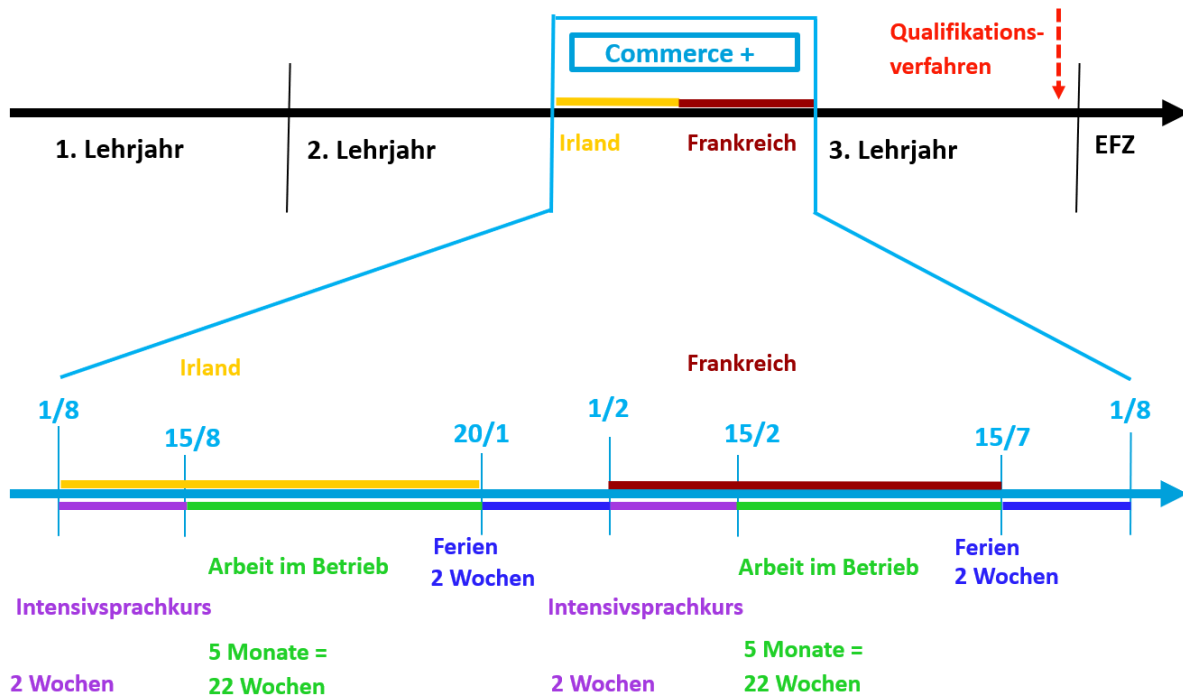 Commerce +
Qualifikations-
verfahren
1. Lehrjahr
2. Lehrjahr
Irland
Frankreich
3. Lehrjahr
EFZ
Irland
Frankreich
1/8
15/8
20/1
1/2
15/2
15/7
1/8
Arbeit im Betrieb
Ferien
2 Wochen
Arbeit im Betrieb
Ferien
2 Wochen
Intensivsprachkurs
Intensivsprachkurs
2 Wochen
5 Monate =
22 Wochen
2 Wochen
5 Monate =
22 Wochen